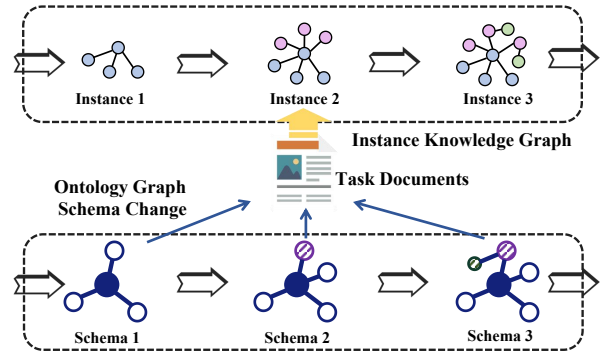 Instance 1
Instance 2
Instance 3
Instance Knowledge Graph
Task Documents
Ontology Graph
Schema Change
Schema 1
Schema 2
Schema 3